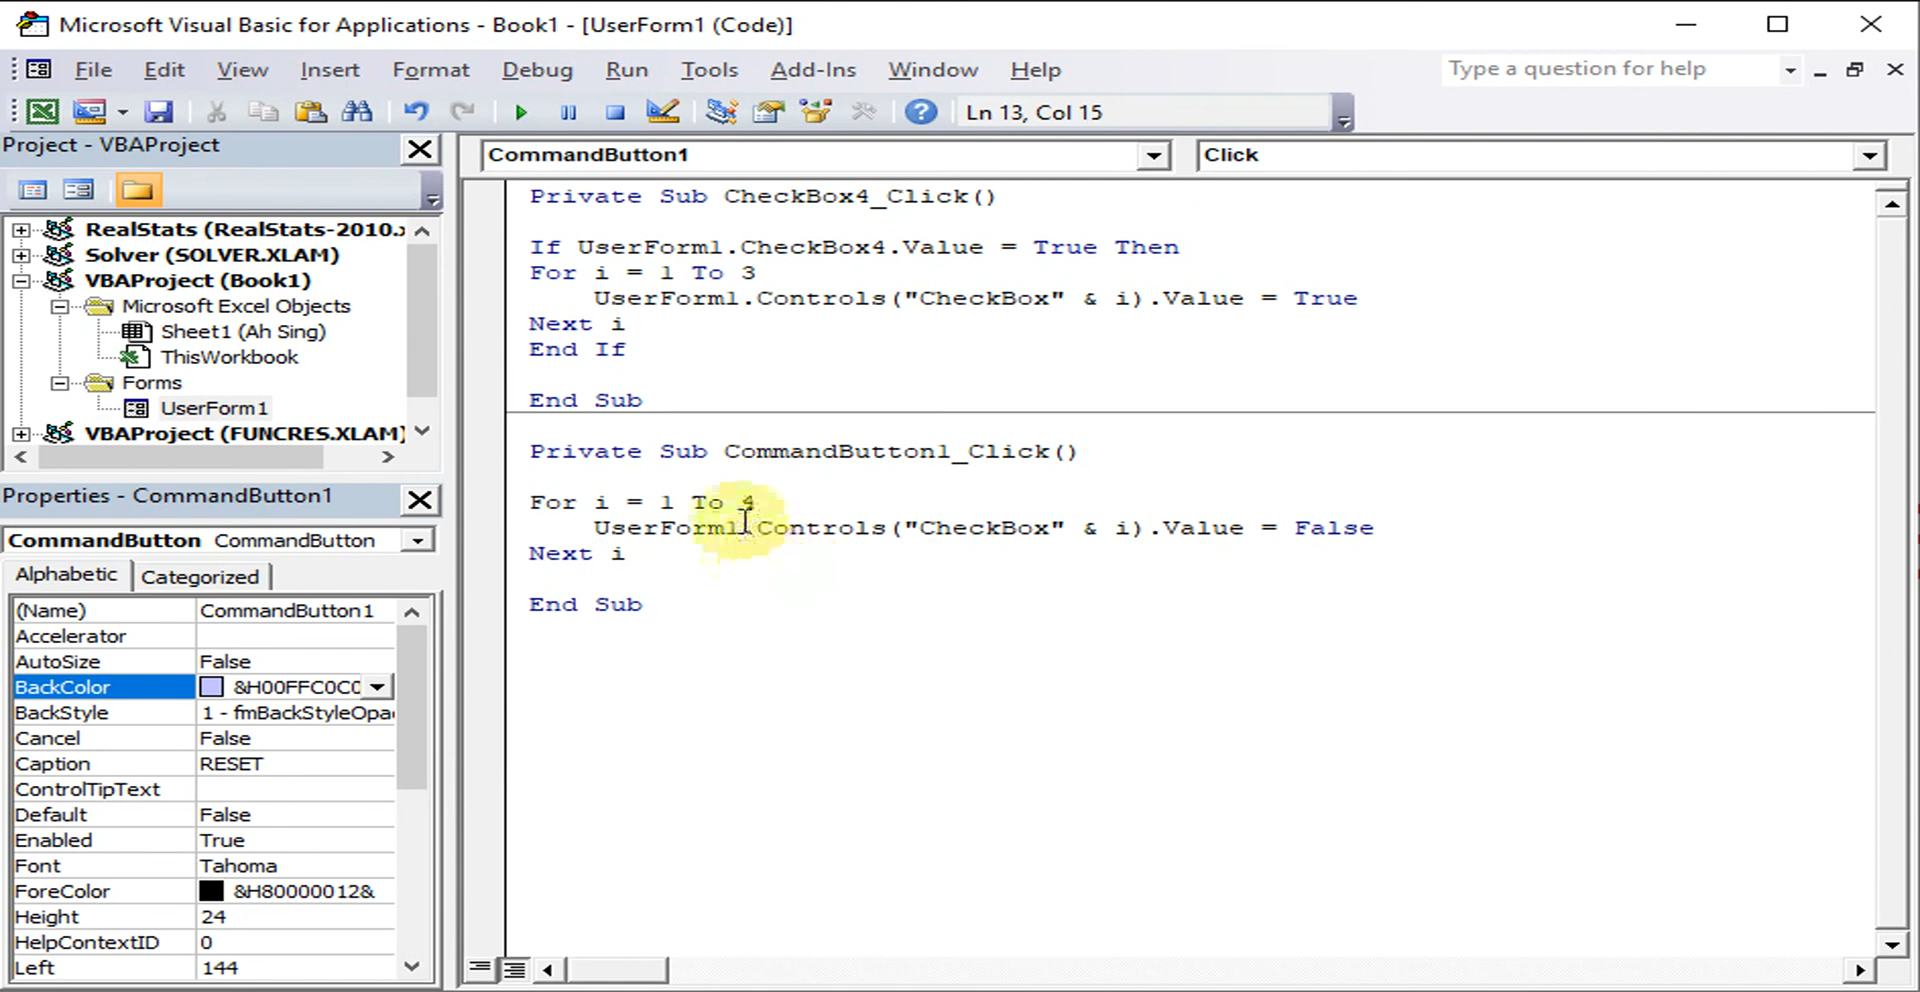 Microsoft Visual Basic for Applications - Book1 - [UserForm1 (Code)]
File Edit View Insert Format Debug Run Tools Add-Ins Window Help
Type a question for help
Ln 13, Col 15
Project - VBAProject
RealStats (RealStats-2010.x
Solver (SOLVER.XLAM)
VBAProject (Book1)
Microsoft Excel Objects
Sheet1 (Ah Sing)
ThisWorkbook
Forms
UserForm1
VBAProject (FUNCRES.XLAM)
Properties - CommandButton1
CommandButton CommandButton
Alphabetic Categorized
(Name) CommandButton1
Accelerator
AutoSize False
BackColor &H00FFC0C0
BackStyle 1 - fmBackStyleOpa
Cancel False
Caption RESET
ControlTipText
Default False
Enabled True
Font Tahoma
ForeColor &H80000012&
Height 24
HelpContextID 0
Left 144
CommandButton1 Click
Private Sub CheckBox4_Click()
If UserForm1.CheckBox4.Value = True Then
For i = 1 To 3
UserForm1.Controls("CheckBox" & i).Value = True
Next i
End If
End Sub
Private Sub CommandButton1_Click()
For i = 1 To 4
UserForm1.Controls("CheckBox" & i).Value = False
Next i
End Sub